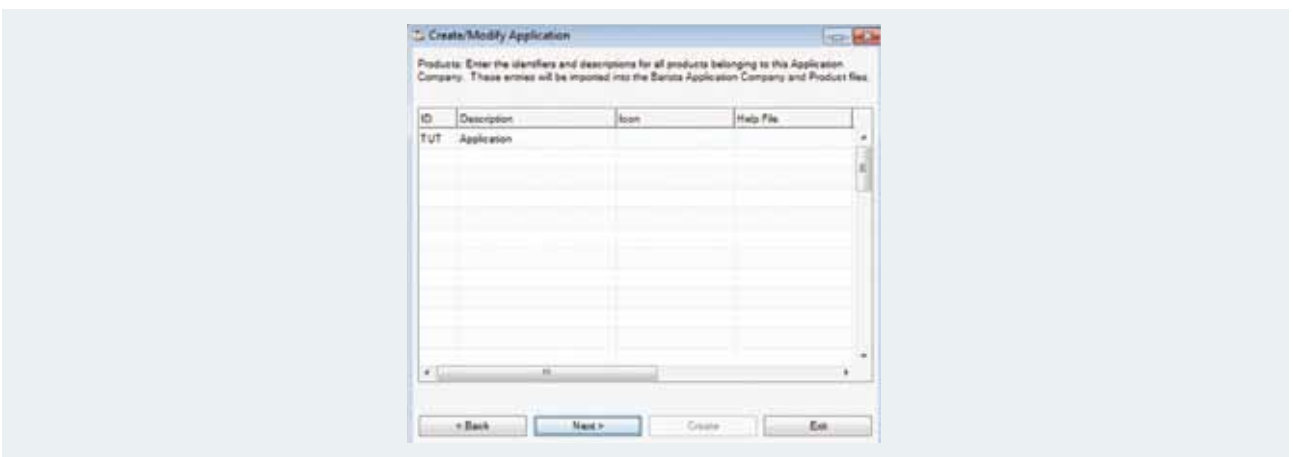 Create/Modify Application
Products: Enter the identifiers and descriptions for all products belonging to this Application
Company. These entries will be imported into the Barista Application Company and Product files.
ID Description Icon Help File
TUT Application
< Back Next > Create Exit